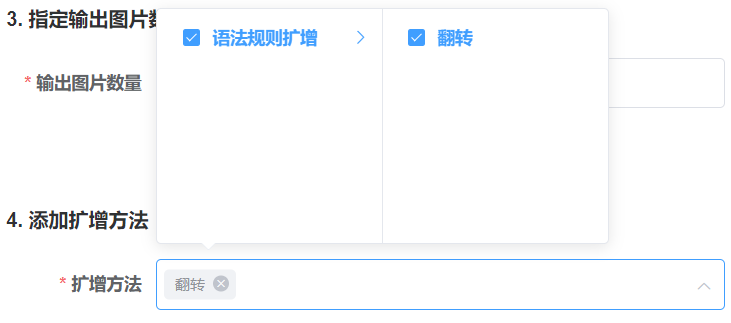 3. 指定输出图片数
语法规则扩增
翻转
* 输出图片数量
4. 添加扩增方法
* 扩增方法
翻转